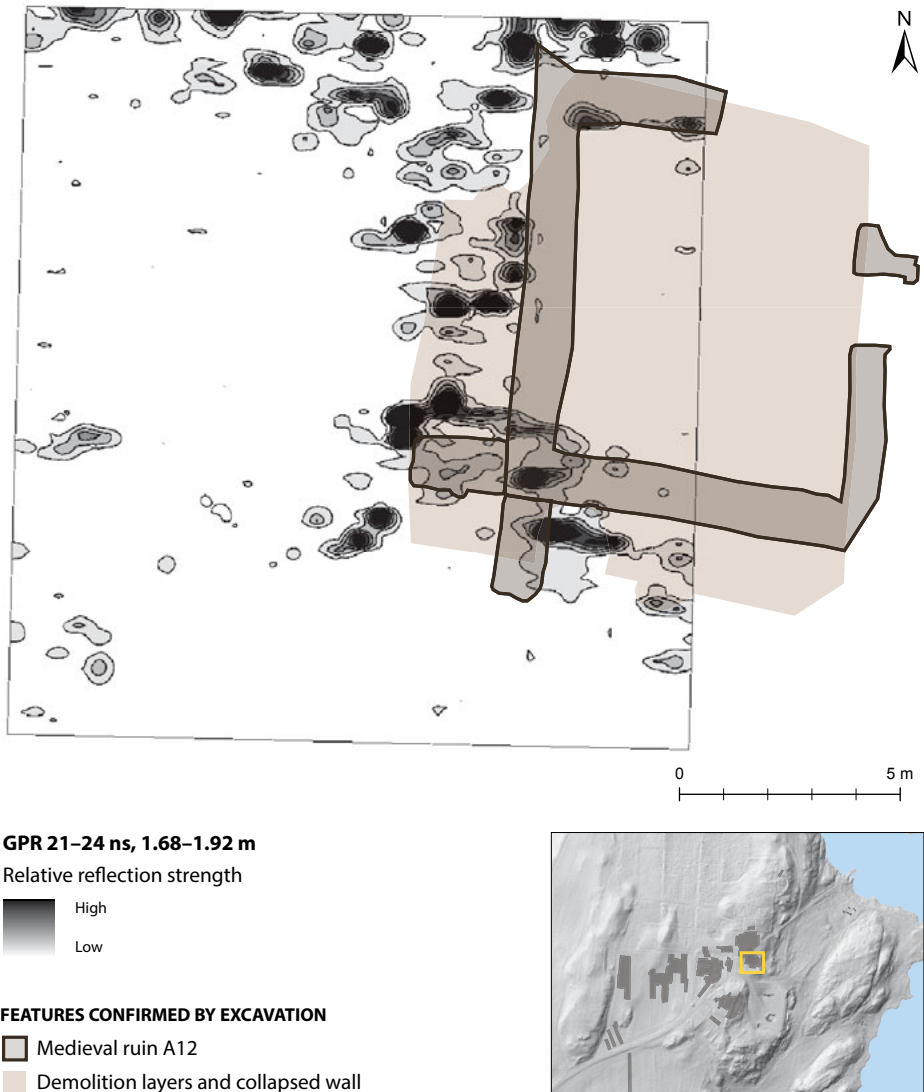 N
0 5 m
GPR 21–24 ns, 1.68–1.92 m
Relative reflection strength
High
Low
FEATURES CONFIRMED BY EXCAVATION
Medieval ruin A12
Demolition layers and collapsed wall